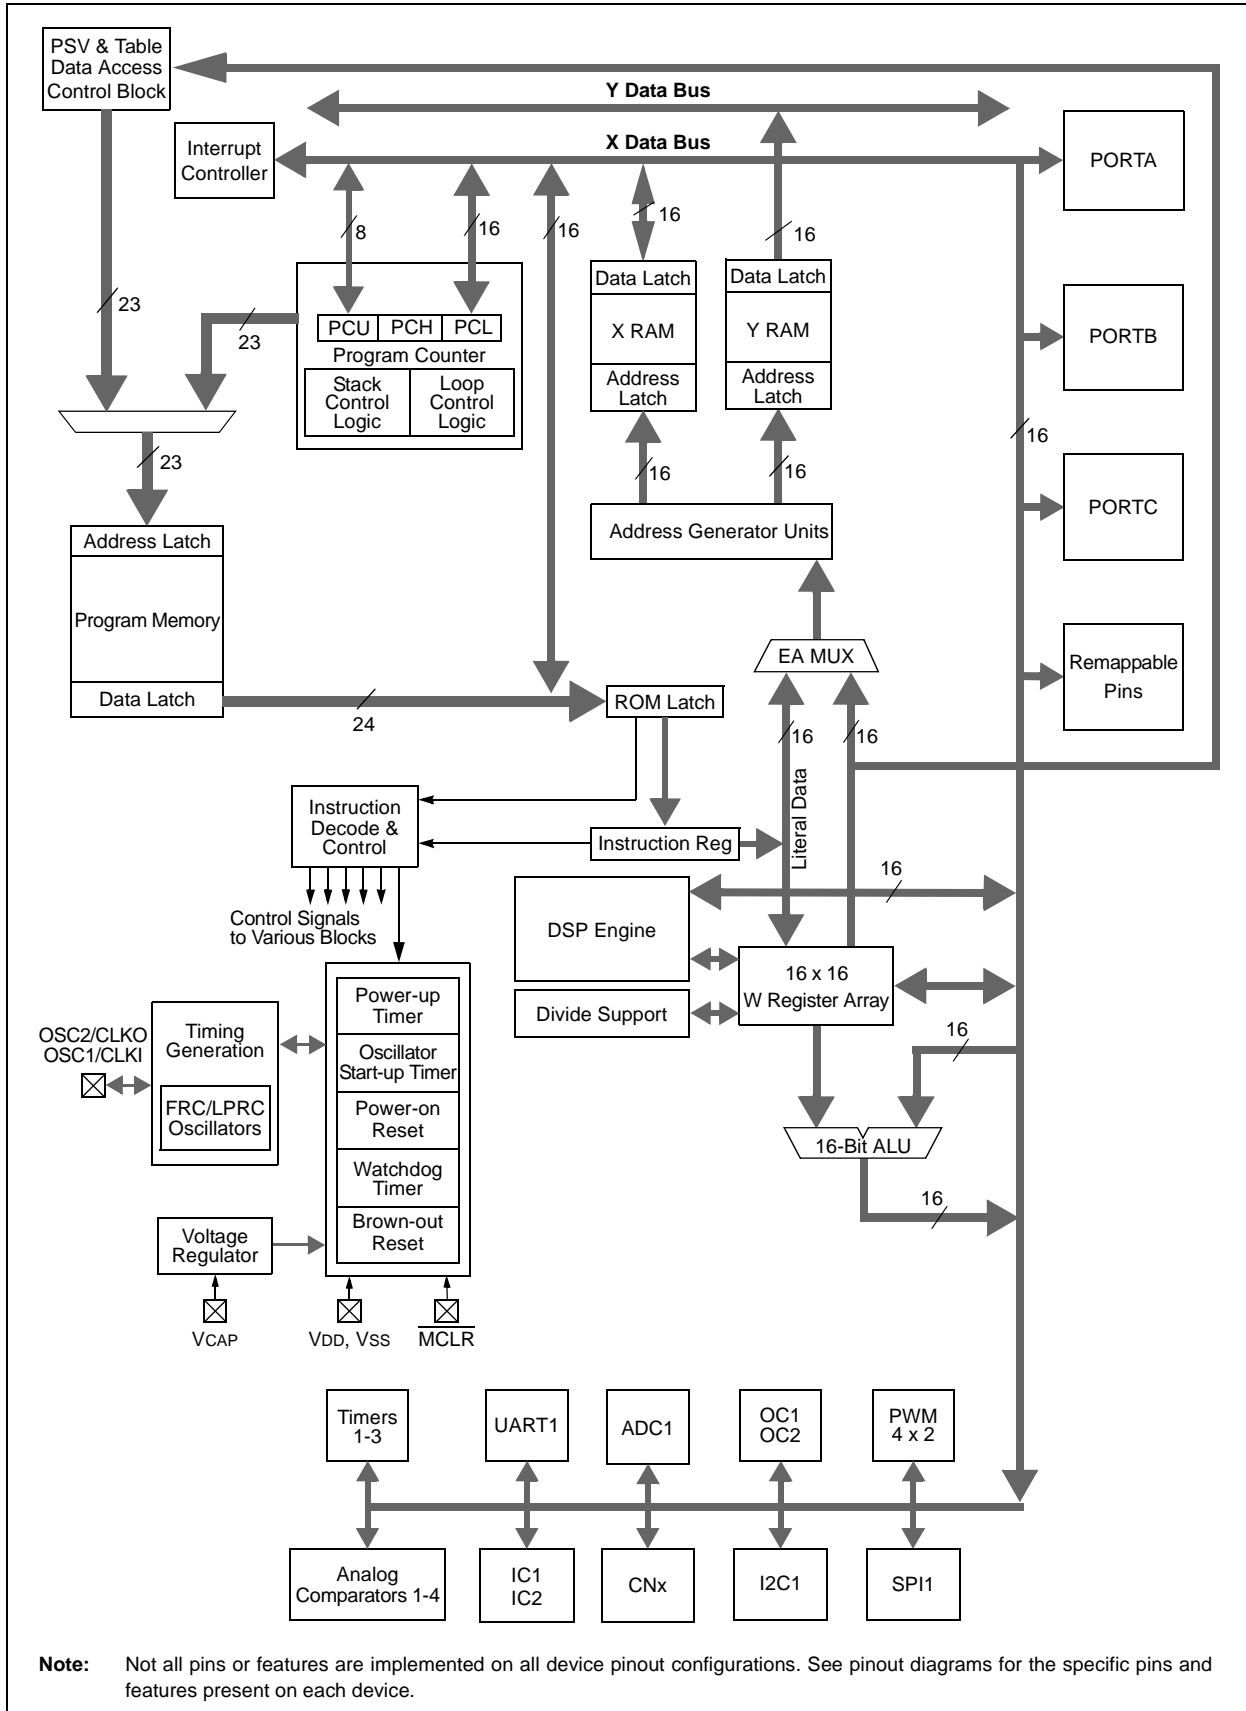 PSV & Table
Data Access
Control Block
Y Data Bus
X Data Bus
Interrupt
Controller
PORTA
8
16
16
16
16
Data Latch
Data Latch
23
23
PCU
PCH
PCL
X RAM
Y RAM
PORTB
Program Counter
Address
Latch
Address
Latch
Stack
Control
Logic
Loop
Control
Logic
16
23
16
16
PORTC
Address Generator Units
Address Latch
Program Memory
EA MUX
Remappable
Pins
Data Latch
24
ROM Latch
16
16
Literal Data
Instruction
Decode &
Control
Instruction Reg
16
Control Signals
to Various Blocks
DSP Engine
16 x 16
W Register Array
Divide Support
Power-up
Timer
OSC2/CLKO
OSC1/CLKI
Timing
Generation
16
Oscillator
Start-up Timer
FRC/LPRC
Oscillators
Power-on
Reset
16-Bit ALU
Watchdog
Timer
16
Voltage
Regulator
Brown-out
Reset
VCAP
VDD, VSS
MCLR
Timers
1-3
UART1
ADC1
OC1
OC2
PWM
4 x 2
Analog
Comparators 1-4
IC1
IC2
CNx
I2C1
SPI1
Note: Not all pins or features are implemented on all device pinout configurations. See pinout diagrams for the specific pins and
features present on each device.